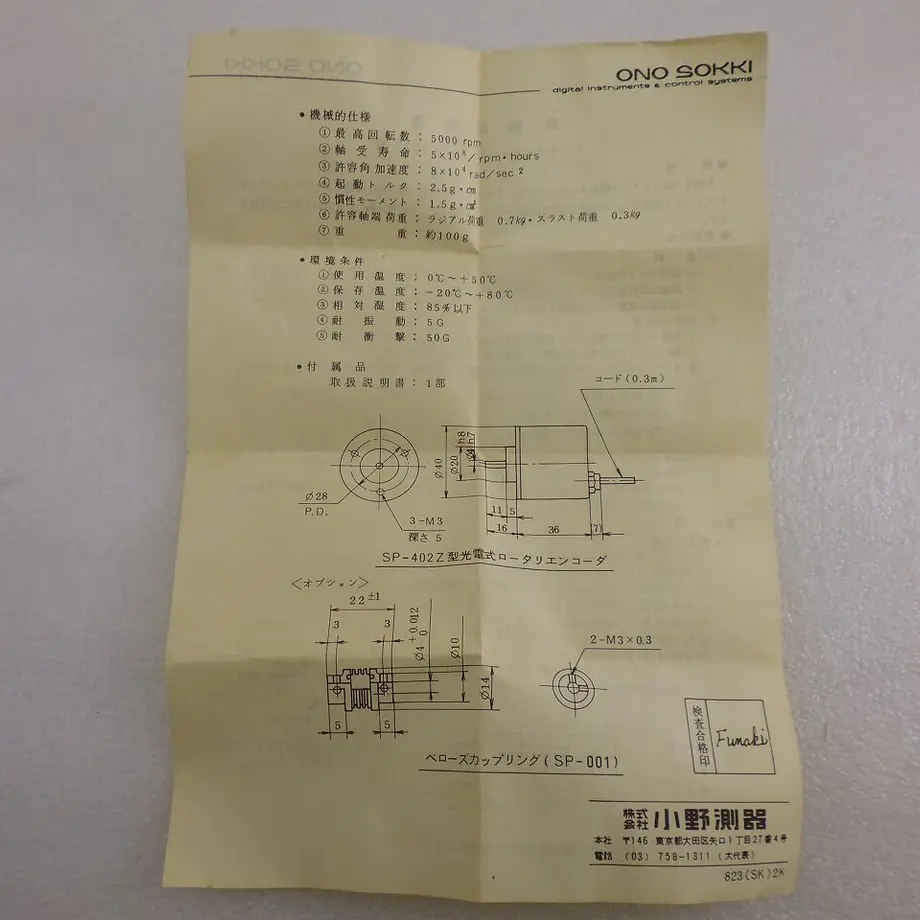 ONO SOKKI
digital instruments & control systems
• 機械的仕様
① 最高回転数 : 5000 rpm
② 軸受寿命 : 5×10⁸/rpm・hours
③ 許容角加速度 : 8×10⁴ rad/sec²
④ 起動トルク : 2.5g・cm
⑤ 慣性モーメント : 1.5g・cm²
⑥ 許容軸端荷重 : ラジアル荷重 0.7kg・スラスト荷重 0.3kg
⑦ 重 重 : 約100g
• 環境条件
① 使用温度 : 0℃~+50℃
② 保存温度 : -20℃~+80℃
③ 相対湿度 : 85%以下
④ 耐振動 : 5G
⑤ 耐衝撃 : 50G
• 付属品
取扱説明書 : 1部
コード(0.3m)
Ø40
Ø20 h8
Ø4 h7
Ø28
P.D.
3-M3
深さ 5
11
5
16
36
(7)
SP-402Z型光電式ロータリエンコーダ
<オプション>
22±1
3
3
Ø4 +0.012 0
Ø10
Ø14
5
5
2-M3×0.3
ベローズカップリング(SP-001)
検査合格印
Funaki
株式会社 小野測器
本社 〒146 東京都大田区矢口1丁目27番4号
電話 (03) 758-1311 (大代表)
823(SK)2K